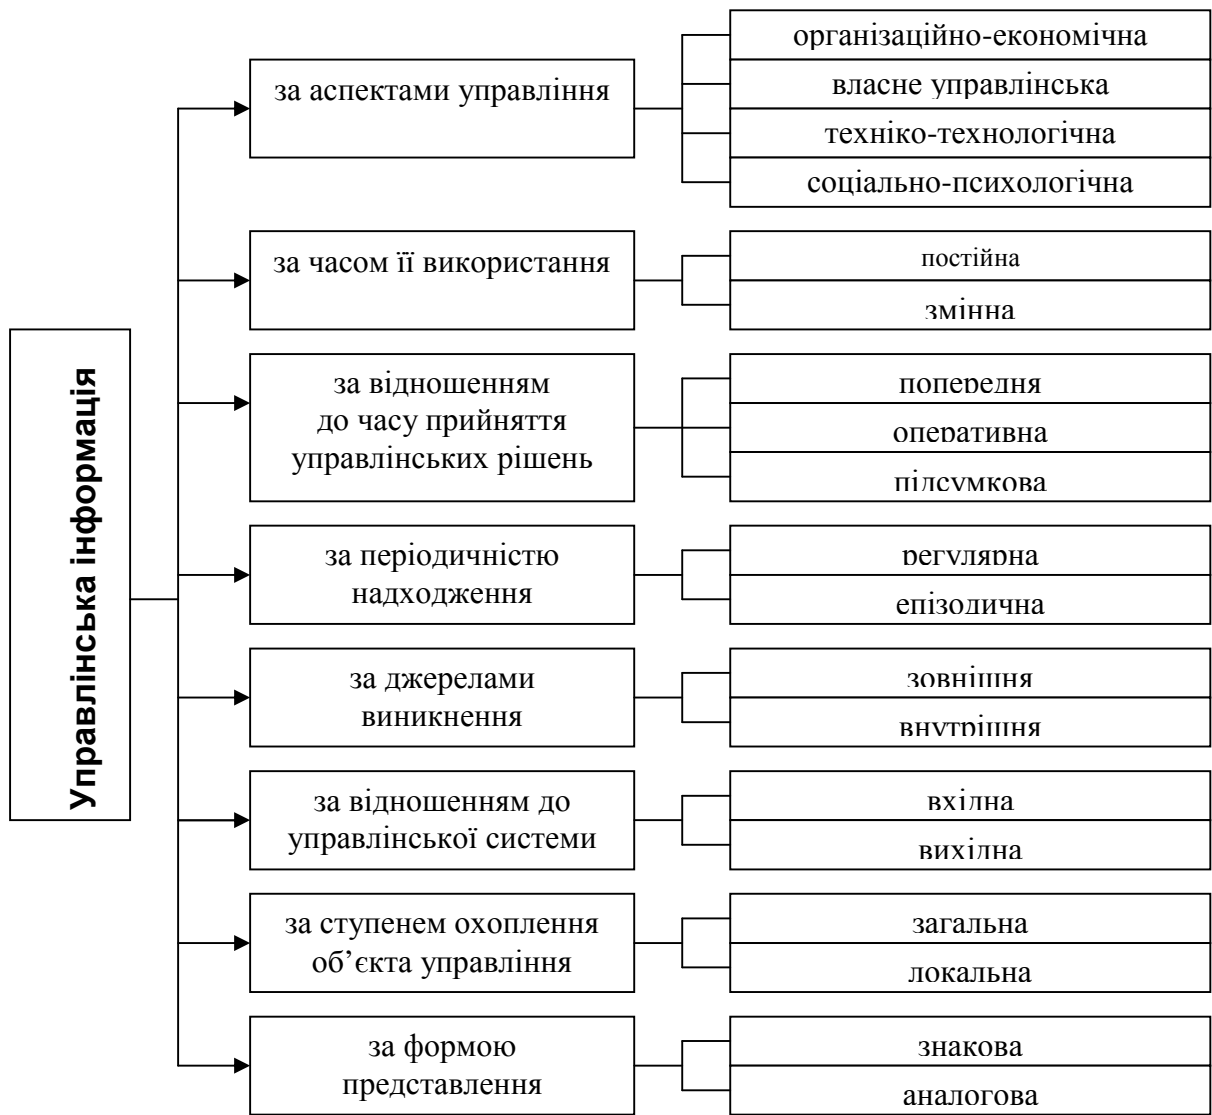 Управлінська інформація
за аспектами управління
організаційно-економічна
власне управлінська
техніко-технологічна
соціально-психологічна
за часом її використання
постійна
змінна
за відношенням
до часу прийняття
управлінських рішень
попередня
оперативна
підсумкова
за періодичністю
надходження
регулярна
епізодична
за джерелами
виникнення
зовнішня
внутрішня
за відношенням до
управлінської системи
вхідна
вихідна
за ступенем охоплення
об’єкта управління
загальна
локальна
за формою
представлення
знакова
аналогова